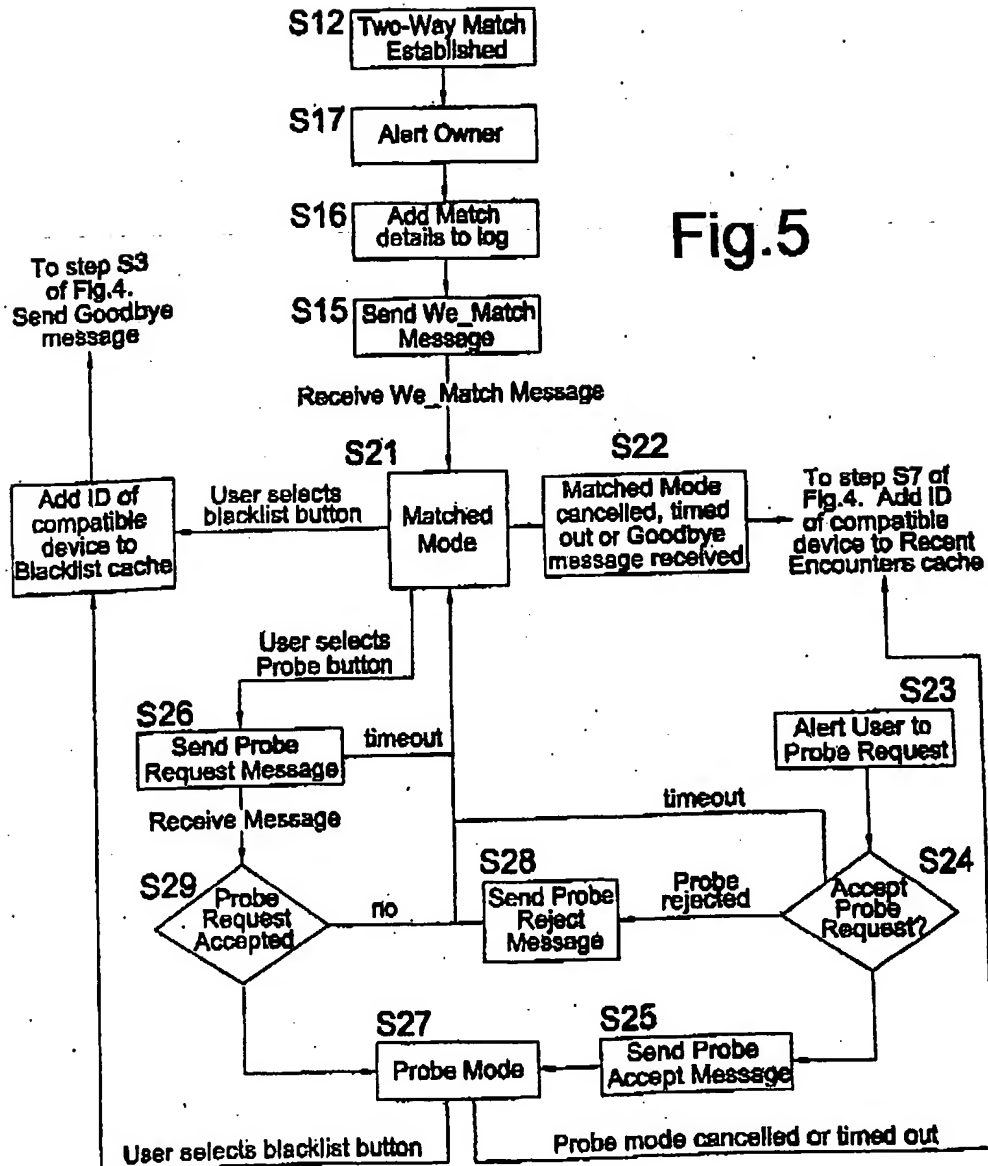 S12
Two-Way Match
Established
S17
Alert Owner
S16
Add Match
details to log
Fig.5
To step S3
of Fig.4.
Send Goodbye
message
S15
Send We_Match
Message
Receive We_Match Message
S21
S22
Add ID of
compatible
device to
Blacklist cache
User selects
blacklist button
Matched
Mode
Matched Mode
cancelled, timed
out or Goodbye
message received
To step S7 of
Fig.4. Add ID
of compatible
device to Recent
Encounters cache
User selects
Probe button
S26
Send Probe
Request Message
timeout
S23
Alert User to
Probe Request
Receive Message
timeout
S29
Probe
Request
Accepted
no
S28
Send Probe
Reject
Message
Probe
rejected
S24
Accept
Probe
Request?
S27
Probe Mode
S25
Send Probe
Accept Message
User selects blacklist button
Probe mode cancelled or timed out